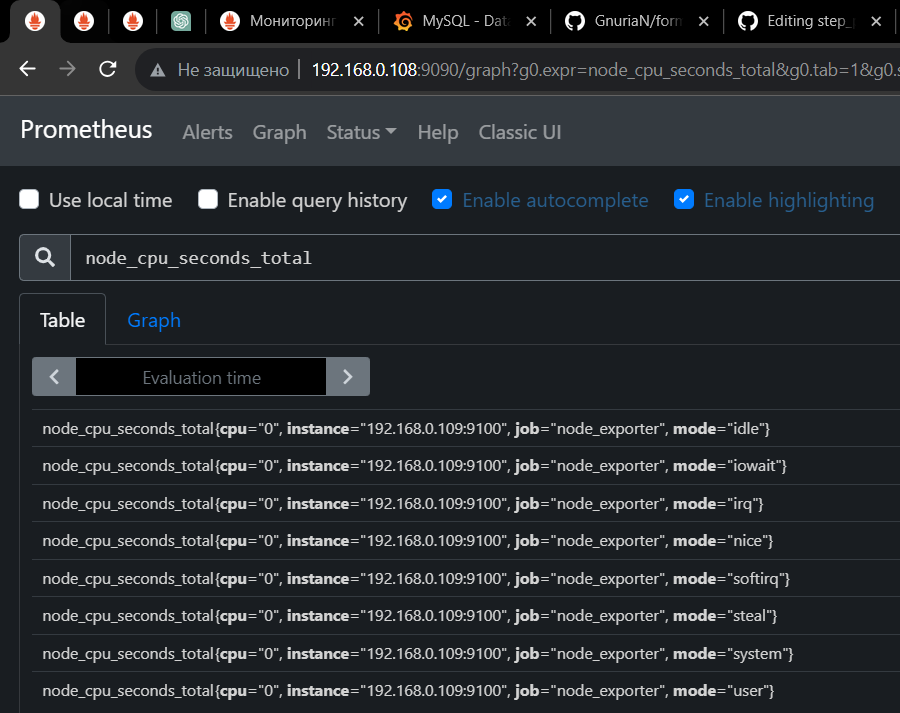 Мониторинг
MySQL - Data
GnuriaN/form
Editing step_
Не защищено
192.168.0.108:9090/graph?g0.expr=node_cpu_seconds_total&g0.tab=1&g0.s
Prometheus Alerts Graph Status Help Classic UI
Use local time Enable query history Enable autocomplete Enable highlighting
node_cpu_seconds_total
Table Graph
Evaluation time
node_cpu_seconds_total{cpu="0", instance="192.168.0.109:9100", job="node_exporter", mode="idle"}
node_cpu_seconds_total{cpu="0", instance="192.168.0.109:9100", job="node_exporter", mode="iowait"}
node_cpu_seconds_total{cpu="0", instance="192.168.0.109:9100", job="node_exporter", mode="irq"}
node_cpu_seconds_total{cpu="0", instance="192.168.0.109:9100", job="node_exporter", mode="nice"}
node_cpu_seconds_total{cpu="0", instance="192.168.0.109:9100", job="node_exporter", mode="softirq"}
node_cpu_seconds_total{cpu="0", instance="192.168.0.109:9100", job="node_exporter", mode="steal"}
node_cpu_seconds_total{cpu="0", instance="192.168.0.109:9100", job="node_exporter", mode="system"}
node_cpu_seconds_total{cpu="0", instance="192.168.0.109:9100", job="node_exporter", mode="user"}